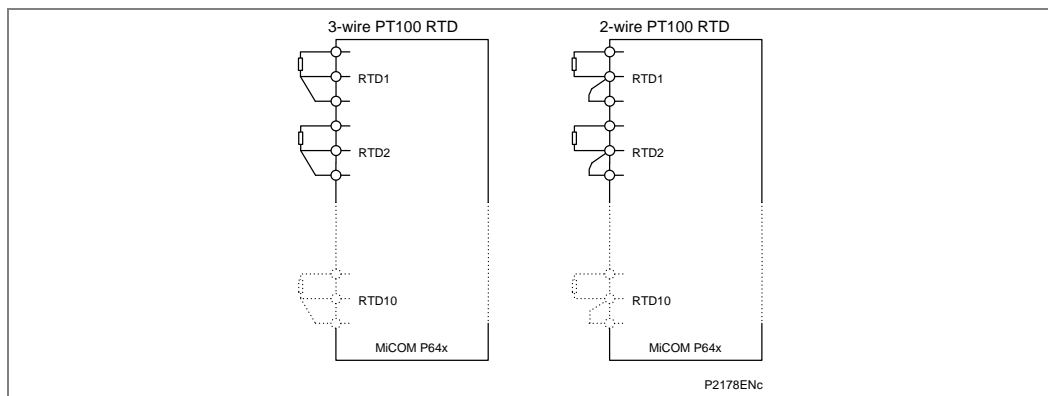 3-wire PT100 RTD
RTD1
RTD2
RTD10
MiCOM P64x
2-wire PT100 RTD
RTD1
RTD2
RTD10
MiCOM P64x
P2178ENc